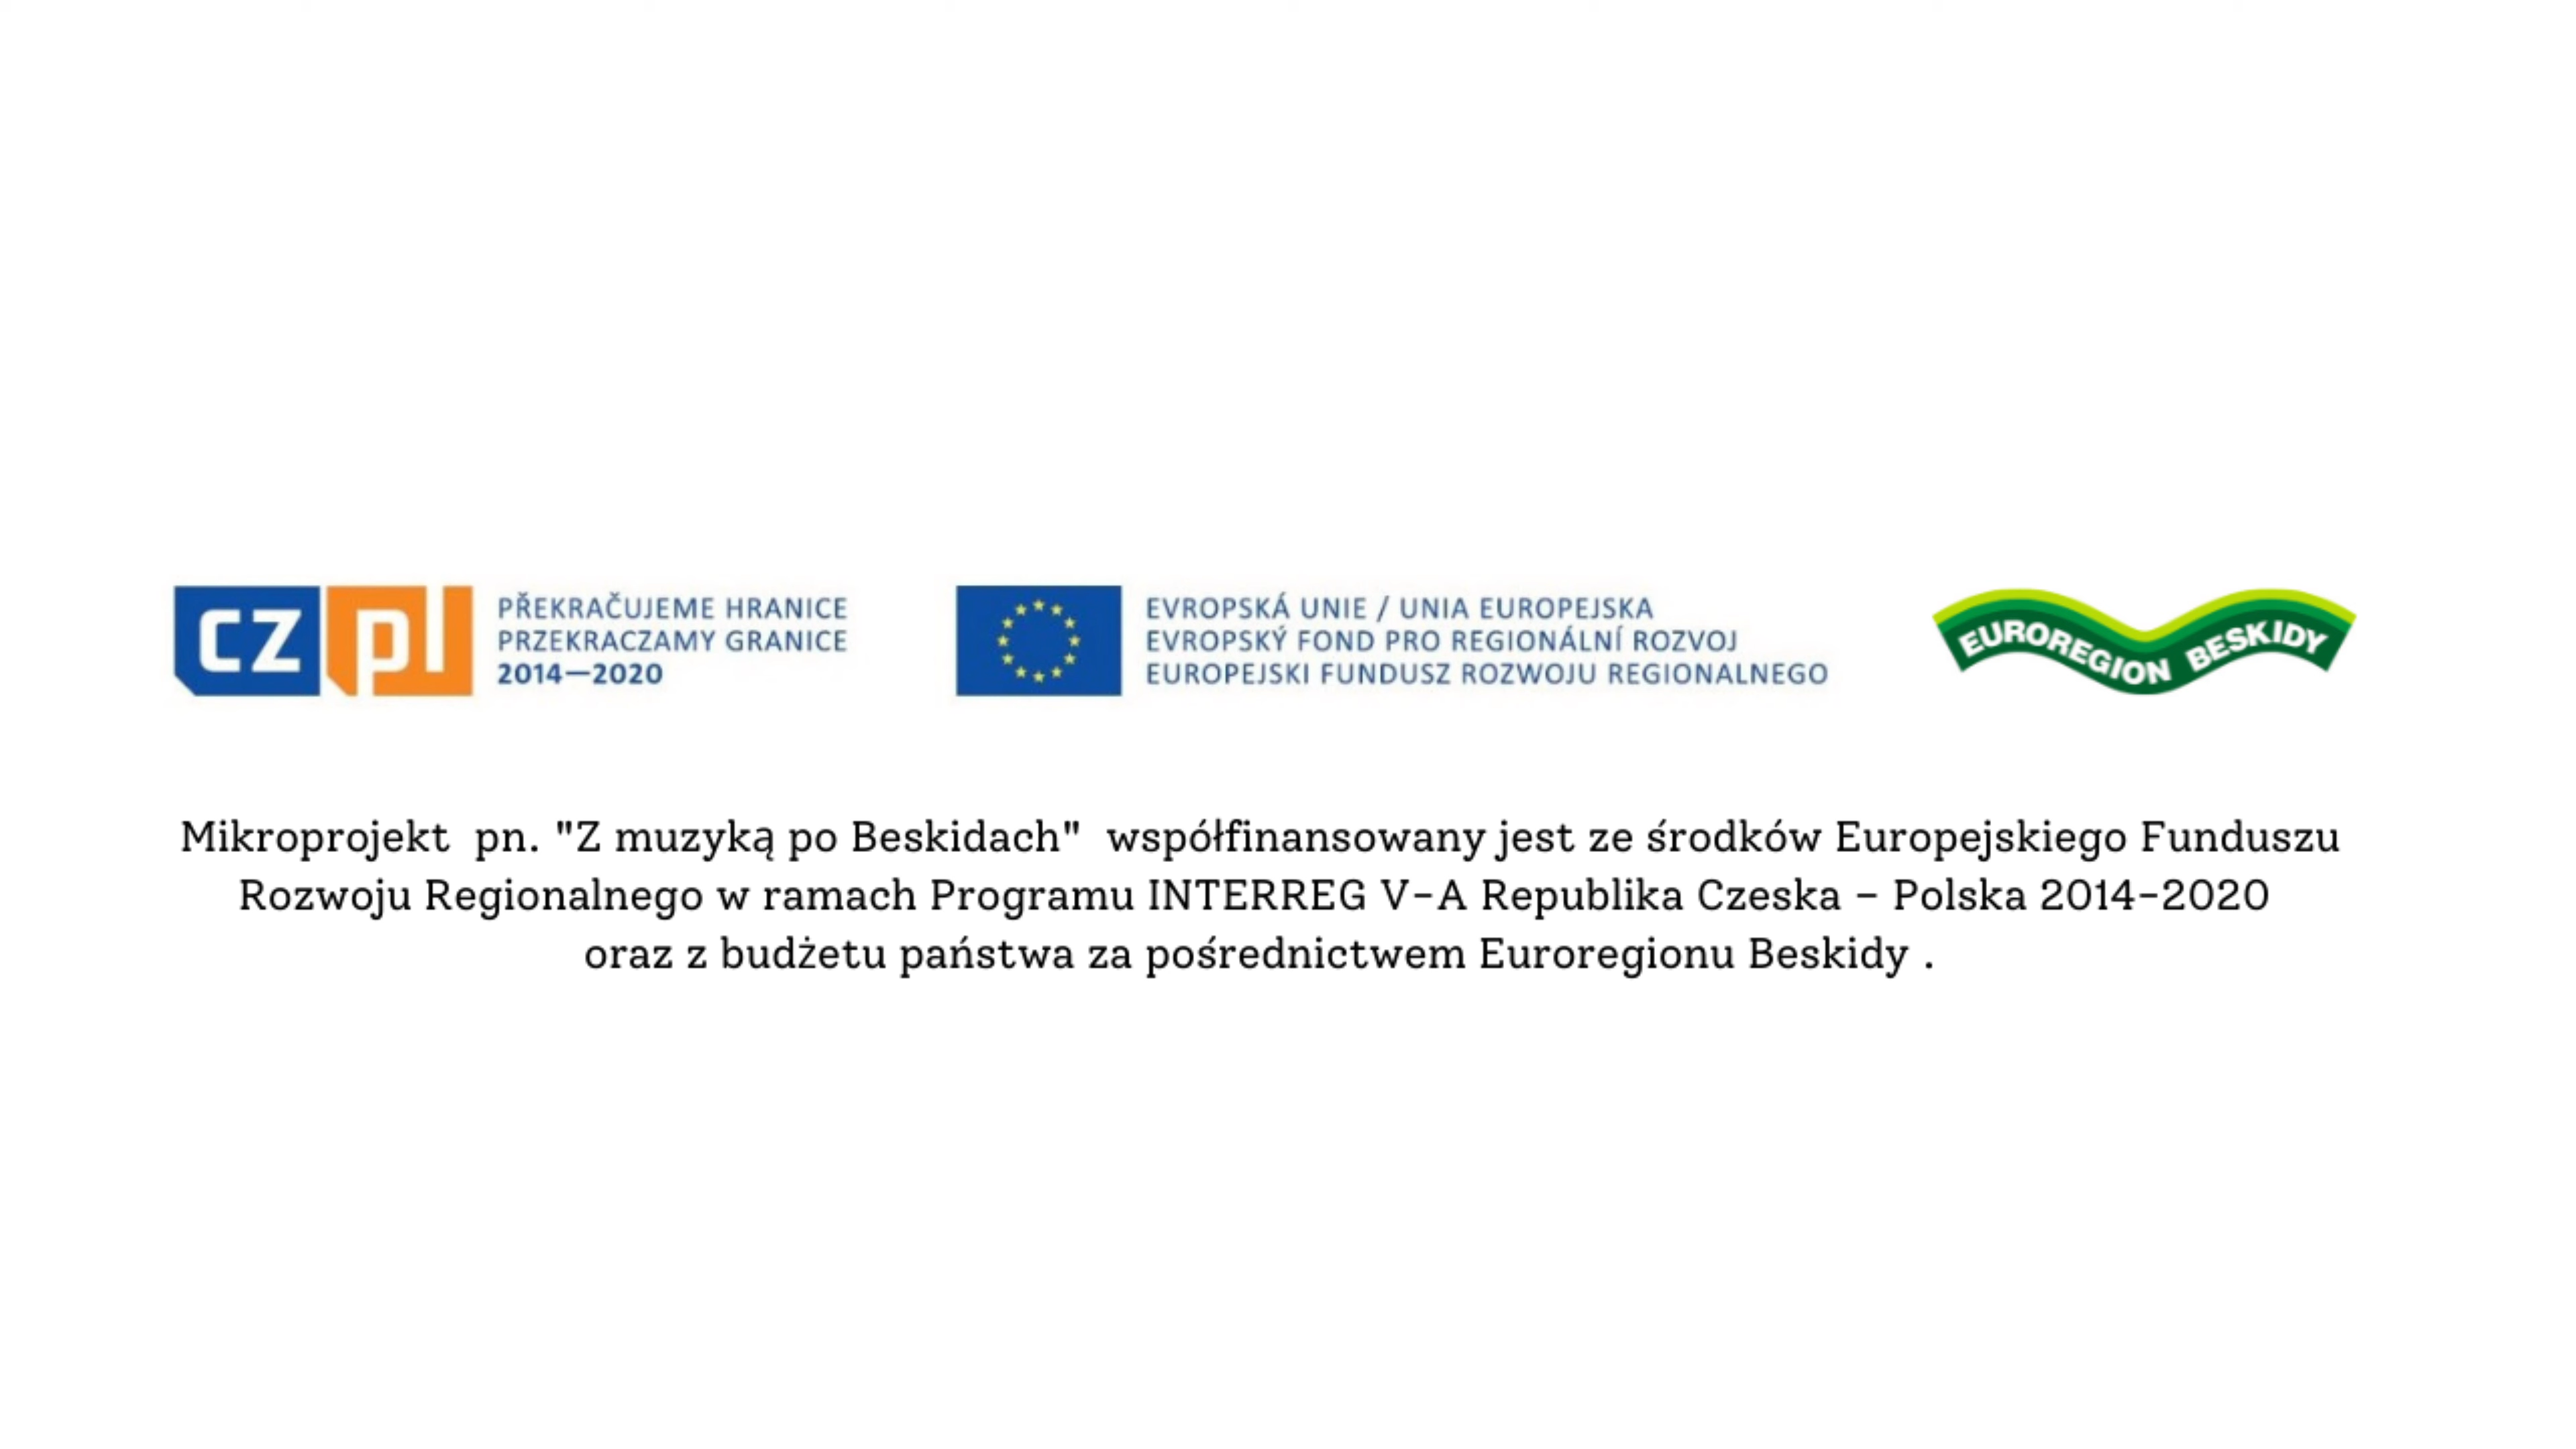 cz pl
PŘEKRAČUJEME HRANICE
PRZEKRACZAMY GRANICE
2014—2020
EVROPSKÁ UNIE / UNIA EUROPEJSKA
EVROPSKÝ FOND PRO REGIONÁLNÍ ROZVOJ
EUROPEJSKI FUNDUSZ ROZWOJU REGIONALNEGO
EUROREGION BESKIDY
Mikroprojekt pn. "Z muzyką po Beskidach" współfinansowany jest ze środków Europejskiego Funduszu
Rozwoju Regionalnego w ramach Programu INTERREG V-A Republika Czeska - Polska 2014-2020
oraz z budżetu państwa za pośrednictwem Euroregionu Beskidy .